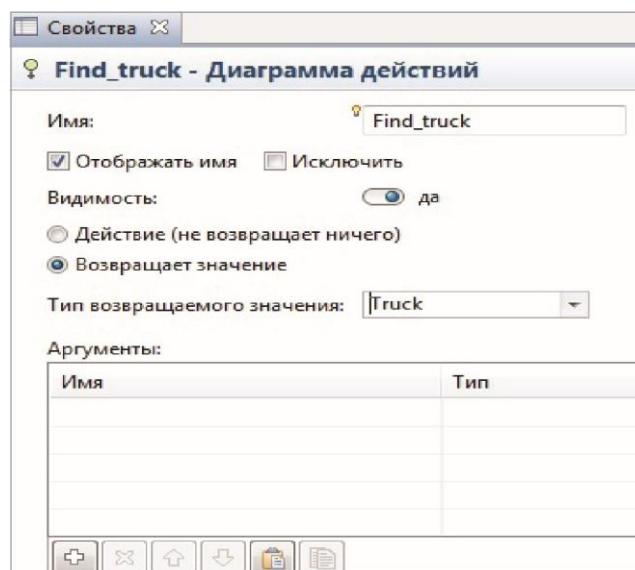 Свойства
Find_truck - Диаграмма действий
Имя: Find_truck
Отображать имя Исключить
Видимость: да
Действие (не возвращает ничего)
Возвращает значение
Тип возвращаемого значения: Truck
Аргументы:
Имя Тип